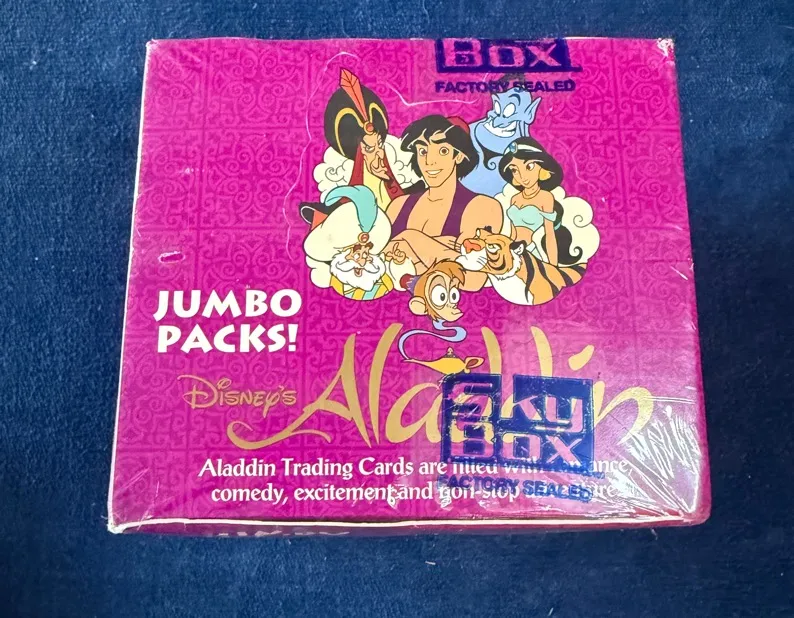 BOX
FACTORY SEALED
JUMBO
PACKS!
DISNEY'S Aladdin
Sky
BOX
Aladdin Trading Cards are filled with romance,
comedy, excitement and non-stop
FACTORY SEALED